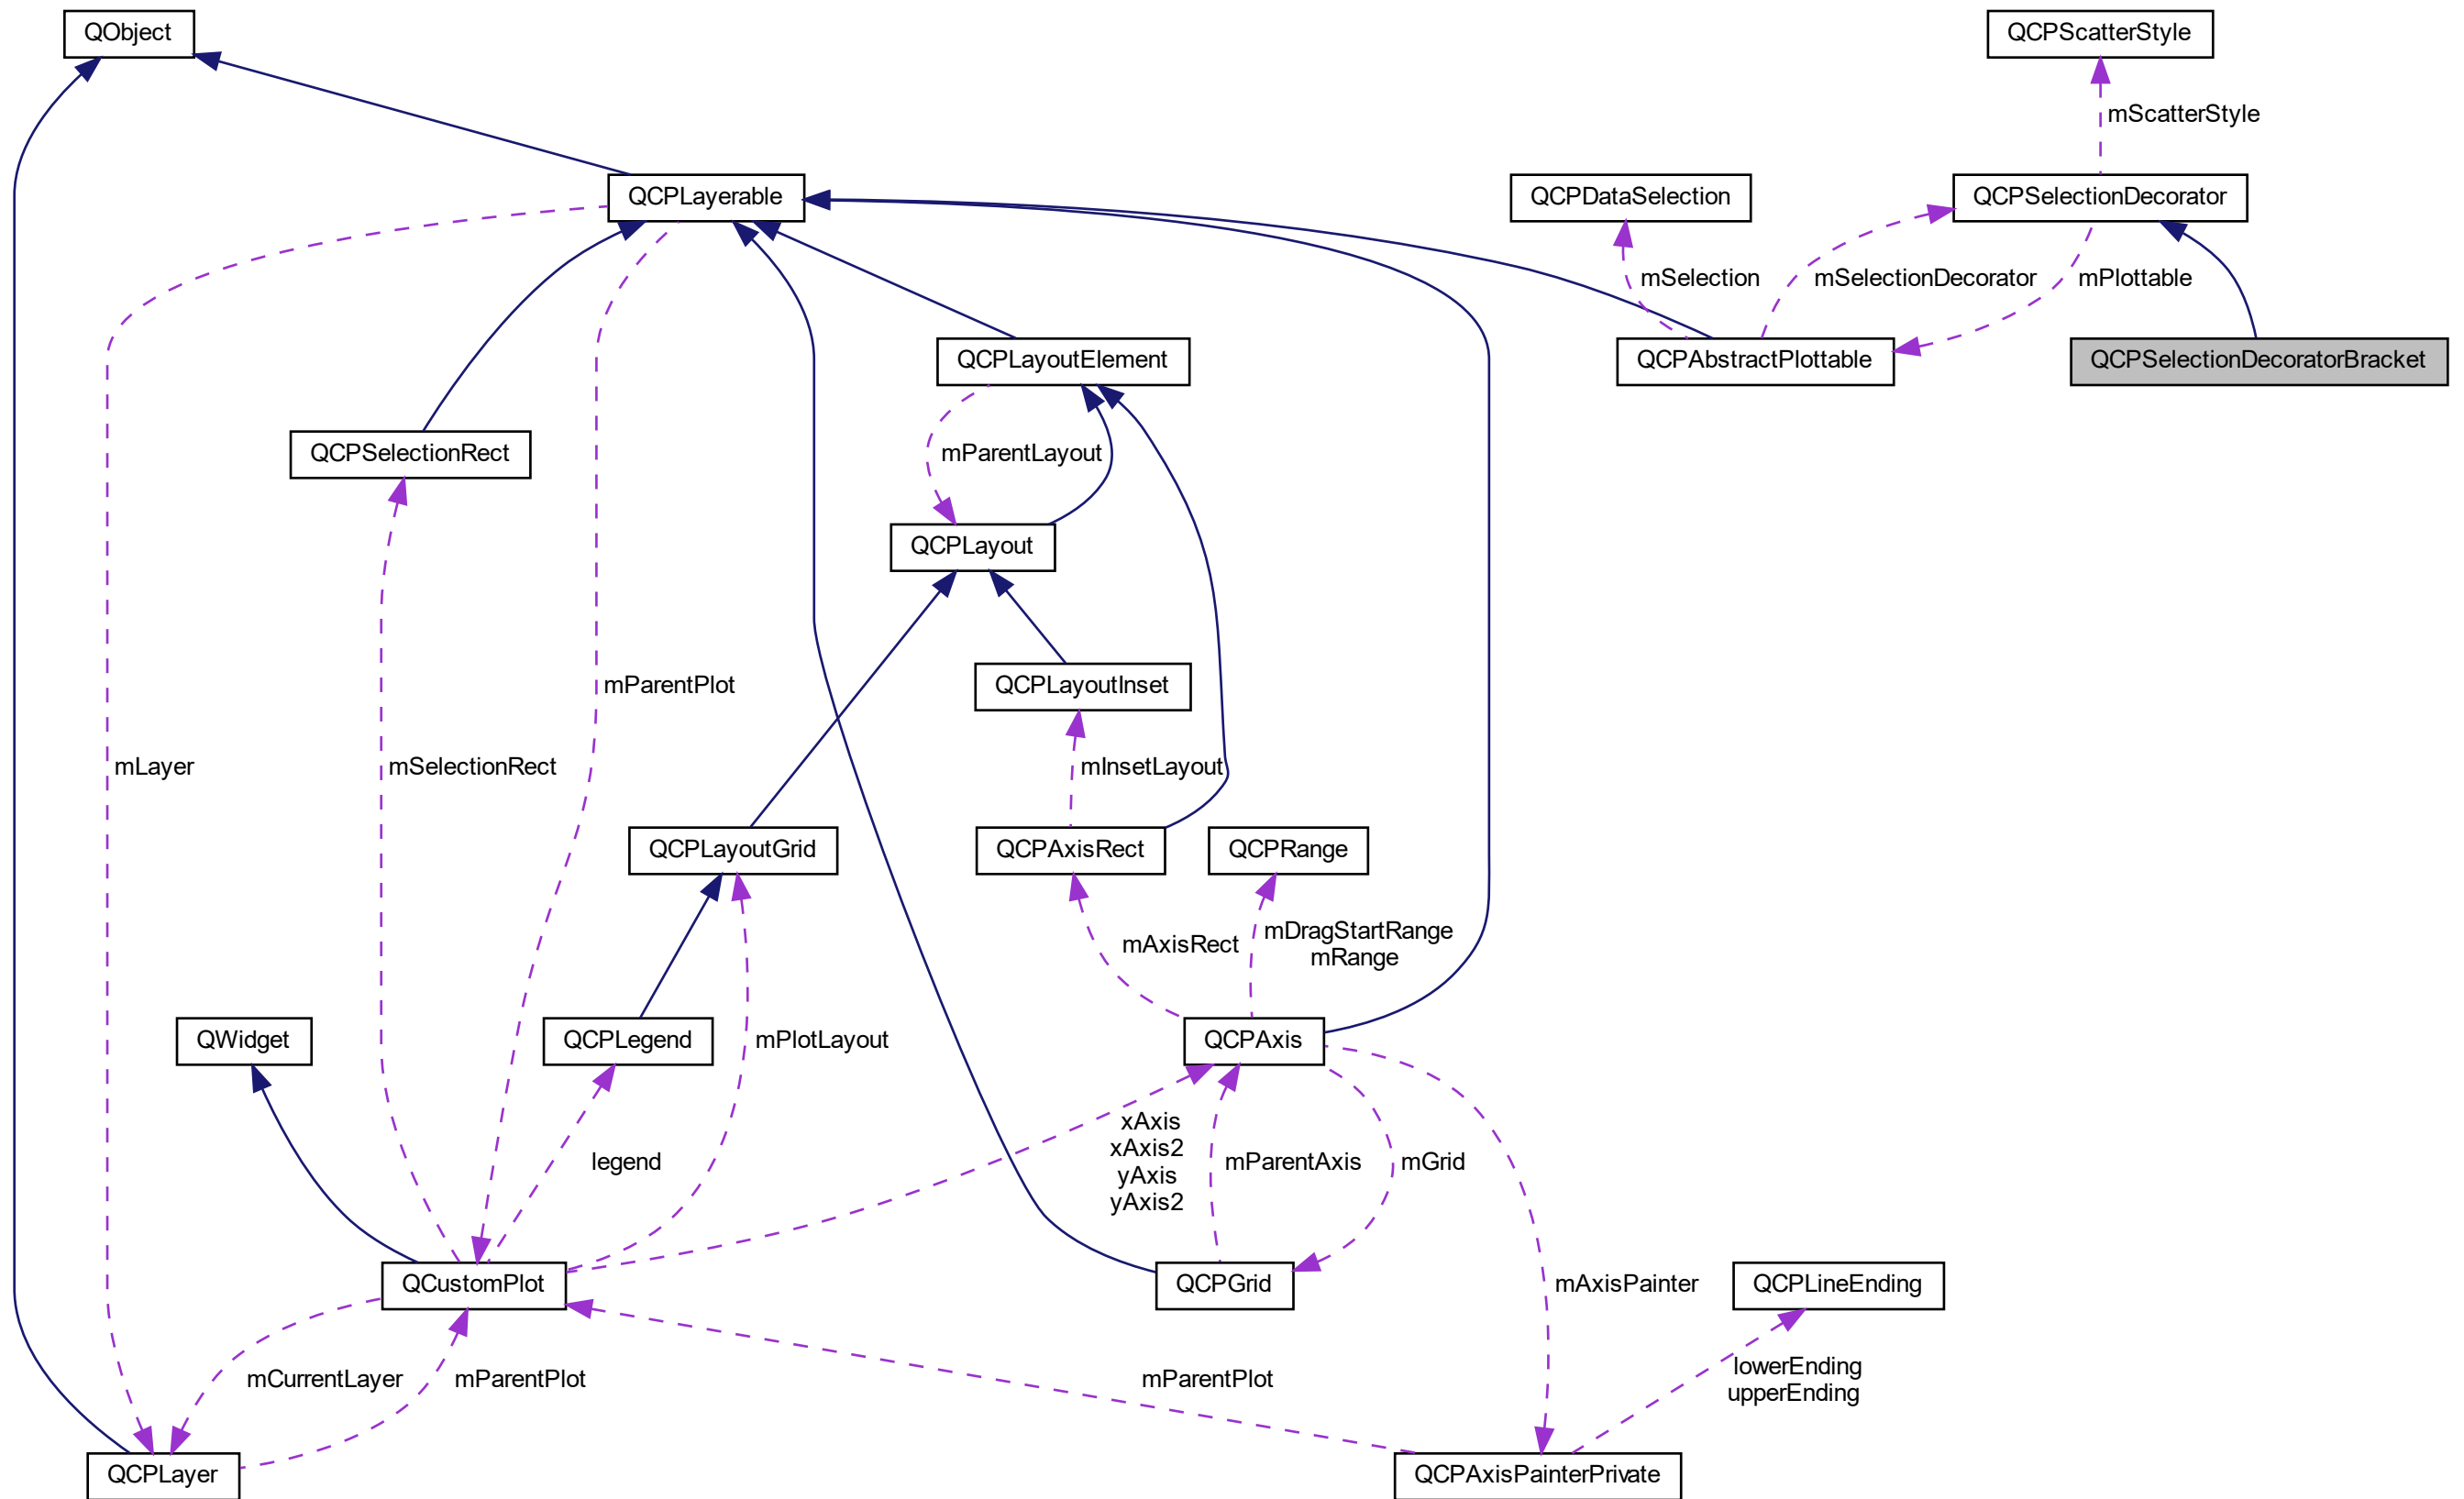 QObject
QCPScatterStyle
mScatterStyle
QCPLayerable
QCPDataSelection
QCPSelectionDecorator
mSelection
mSelectionDecorator
mPlottable
QCPLayoutElement
QCPAbstractPlottable
QCPSelectionDecoratorBracket
QCPSelectionRect
mParentLayout
QCPLayout
mParentPlot
QCPLayoutInset
mLayer
mSelectionRect
mInsetLayout
QCPLayoutGrid
QCPAxisRect
QCPRange
mAxisRect
mDragStartRange
mRange
QWidget
QCPLegend
mPlotLayout
QCPAxis
legend
xAxis
xAxis2
yAxis
yAxis2
mParentAxis
mGrid
QCustomPlot
QCPGrid
mAxisPainter
QCPLineEnding
mCurrentLayer
mParentPlot
mParentPlot
lowerEnding
upperEnding
QCPLayer
QCPAxisPainterPrivate